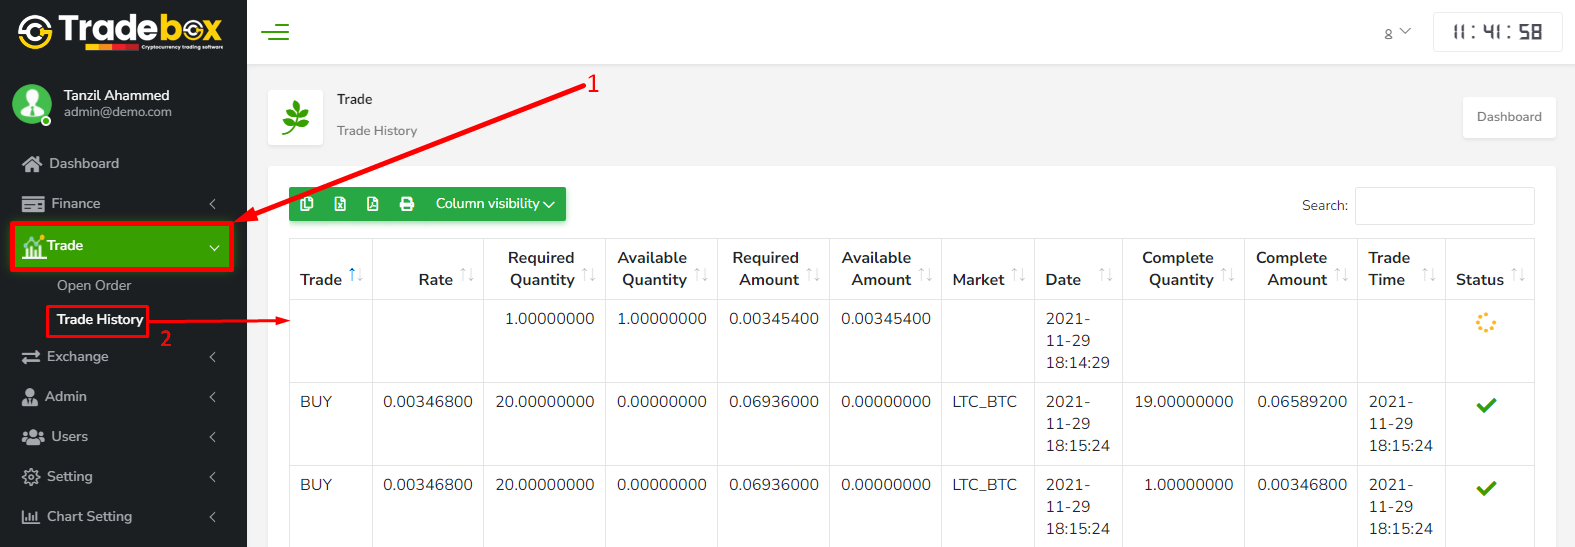 Tradebox
Cryptocurrency trading software
11:41:58
1
Tanzil Ahammed
admin@demo.com
Trade
Trade History
Dashboard
Dashboard
Finance
Trade
Open Order
Trade History
2
Exchange
Admin
Users
Setting
Chart Setting
Column visibility
Search:
Trade Rate Required Quantity Available Quantity Required Amount Available Amount Market Date Complete Quantity Complete Amount Trade Time Status
1.00000000 1.00000000 0.00345400 0.00345400 2021-
11-29
18:14:29
BUY 0.00346800 20.00000000 0.00000000 0.06936000 0.00000000 LTC_BTC 2021- 19.00000000 0.06589200 2021-
11-29 11-29
18:15:24 18:15:24
BUY 0.00346800 20.00000000 0.00000000 0.06936000 0.00000000 LTC_BTC 2021- 1.00000000 0.00346800 2021-
11-29 11-29
18:15:24 18:15:24